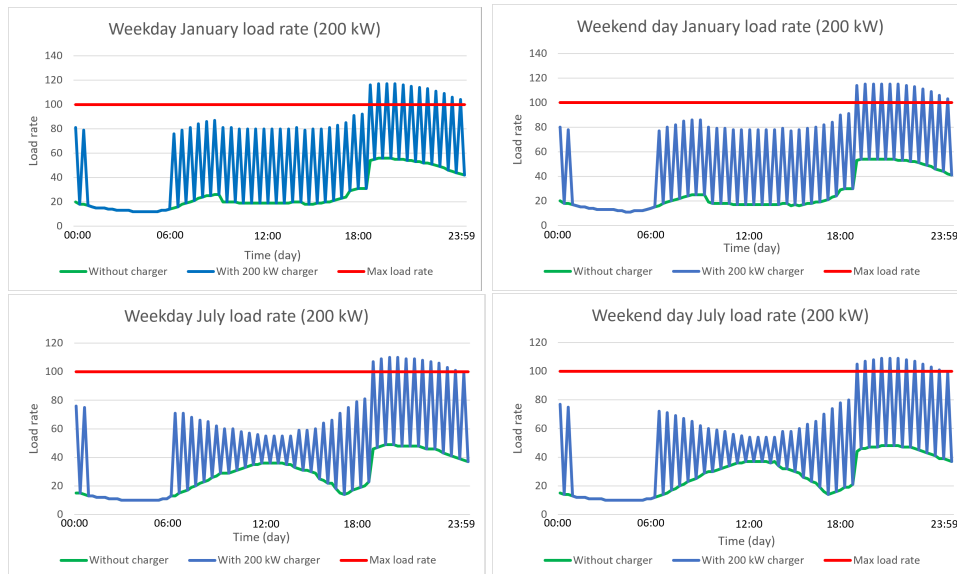 Weekday January load rate (200 kW)
140
120
100
80
60
40
20
0
Load rate
00:00 06:00 12:00 18:00 23:59
Time (day)
Without charger With 200 kW charger Max load rate
Weekend day January load rate (200 kW)
140
120
100
80
60
40
20
0
Load rate
00:00 06:00 12:00 18:00 23:59
Time (day)
Without charger With 200 kW charger Max load rate
Weekday July load rate (200 kW)
120
100
80
60
40
20
0
Load rate
00:00 06:00 12:00 18:00 23:59
Time (day)
Without charger With 200 kW charger Max load rate
Weekend day July load rate (200 kW)
120
100
80
60
40
20
0
Load rate
00:00 06:00 12:00 18:00 23:59
Time (day)
Without charger With 200 kW charger Max load rate